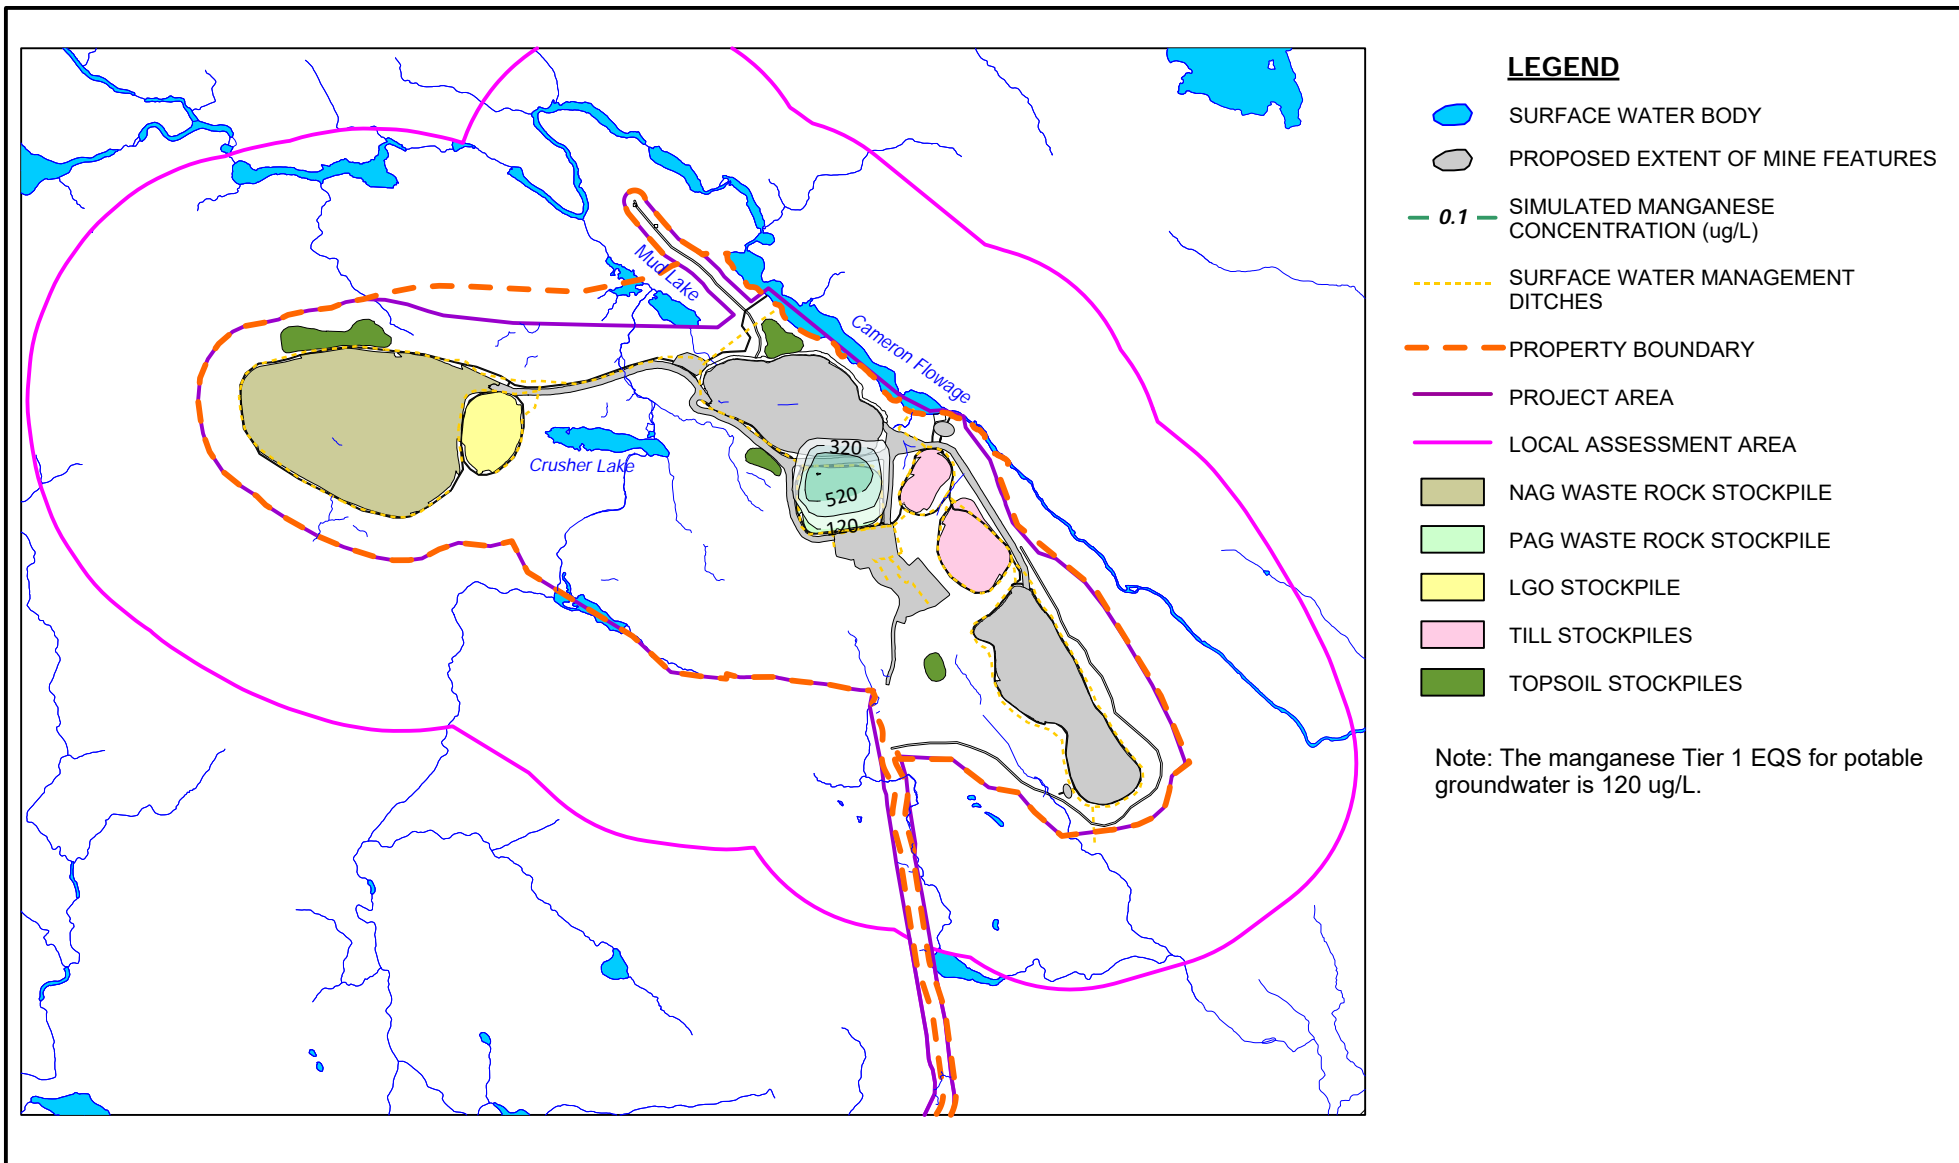 LEGEND
SURFACE WATER BODY
PROPOSED EXTENT OF MINE FEATURES
0.1
SIMULATED MANGANESE
CONCENTRATION (ug/L)
SURFACE WATER MANAGEMENT
DITCHES
PROPERTY BOUNDARY
PROJECT AREA
LOCAL ASSESSMENT AREA
NAG WASTE ROCK STOCKPILE
PAG WASTE ROCK STOCKPILE
LGO STOCKPILE
TILL STOCKPILES
TOPSOIL STOCKPILES
Note: The manganese Tier 1 EQS for potable
groundwater is 120 ug/L.
Mud Lake
Cameron Flowage
Crusher Lake
320
520
120